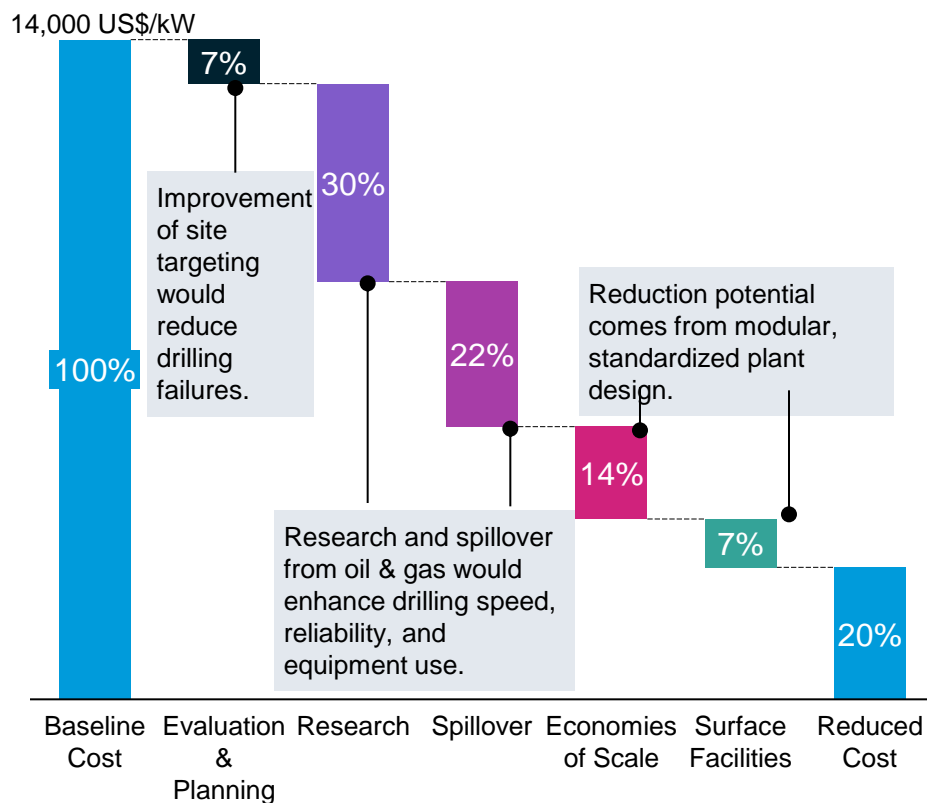 14,000 US$/kW
7%
30%
Improvement
of site
targeting
would
reduce
drilling
failures.
100%
22%
Reduction potential
comes from modular,
standardized plant
design.
14%
7%
Research and spillover
from oil & gas would
enhance drilling speed,
reliability, and
equipment use.
20%
Baseline
Cost
Evaluation
&
Planning
Research
Spillover
Economies
of Scale
Surface
Facilities
Reduced
Cost